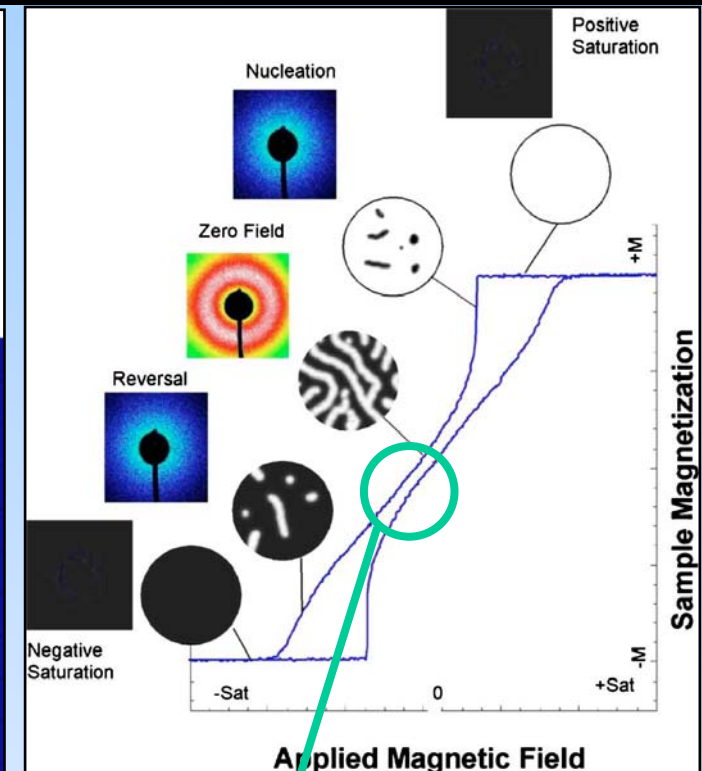 Positive
Saturation
Nucleation
Zero Field
+M
Reversal
Sample Magnetization
Negative
Saturation
-M
-Sat
0
+Sat
Applied Magnetic Field